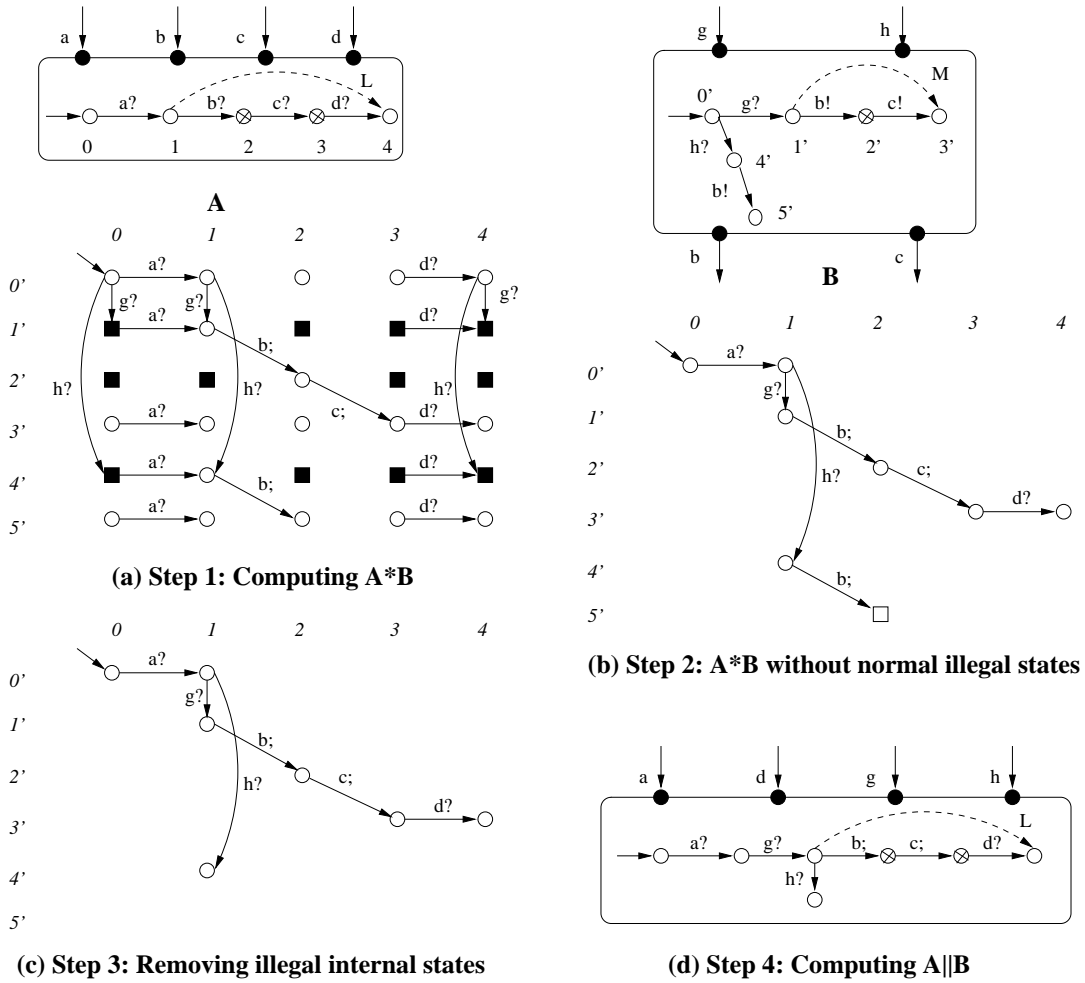 a b c d
L
a? b? c? d?
0 1 2 3 4
A
g h
M
0' g? b! c!
h? 1' 2' 3'
4'
b!
5'
b c
B
0 1 2 3 4
0' a? d?
g? g? g?
1' a? d?
b;
2' h? h? h?
c;
3' a? d?
4' a? d?
b;
5' a? d?
(a) Step 1: Computing A*B
0 1 2 3 4
0' a?
g?
1'
b;
2' h? c;
3' d?
4'
b;
5'
(b) Step 2: A*B without normal illegal states
0 1 2 3 4
0' a?
g?
1'
b;
2' h? c;
3' d?
4'
5'
(c) Step 3: Removing illegal internal states
a d g h
L
a? g? b; c; d?
h?
(d) Step 4: Computing A||B